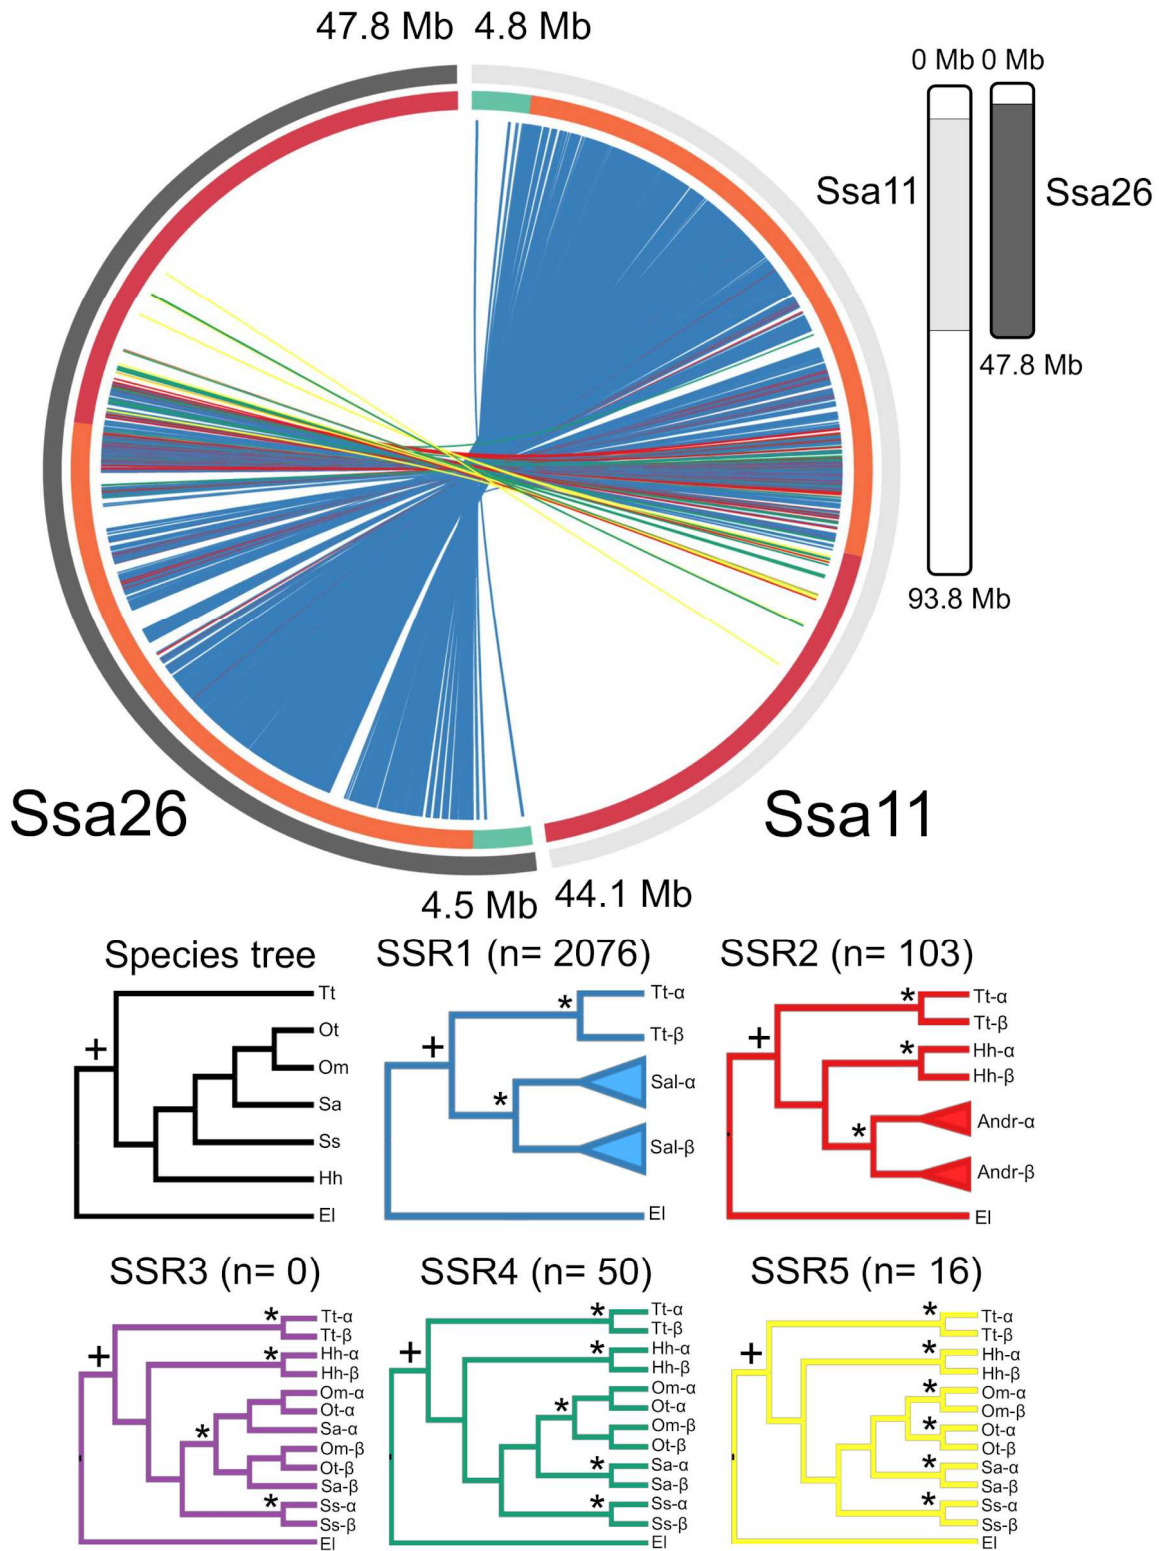 47.8 Mb 4.8 Mb
0 Mb 0 Mb
Ssa11
Ssa26
47.8 Mb
93.8 Mb
Ssa26
Ssa11
4.5 Mb 44.1 Mb
Species tree
+
Tt
Ot
Om
Sa
Ss
Hh
El
SSR1 (n= 2076)
*
Tt-α
Tt-β
+
Sal-α
*
Sal-β
El
SSR2 (n= 103)
*
Tt-α
Tt-β
+
*
Hh-α
Hh-β
Andr-α
*
Andr-β
El
SSR3 (n= 0)
*
Tt-α
Tt-β
+
*
Hh-α
Hh-β
Om-α
Ot-α
Sa-α
*
Om-β
Ot-β
Sa-β
*
Ss-α
Ss-β
El
SSR4 (n= 50)
*
Tt-α
Tt-β
+
*
Hh-α
Hh-β
Om-α
*
Ot-α
Om-β
Ot-β
*
Sa-α
Sa-β
*
Ss-α
Ss-β
El
SSR5 (n= 16)
*
Tt-α
Tt-β
+
*
Hh-α
Hh-β
*
Om-α
Om-β
*
Ot-α
Ot-β
*
Sa-α
Sa-β
*
Ss-α
Ss-β
El